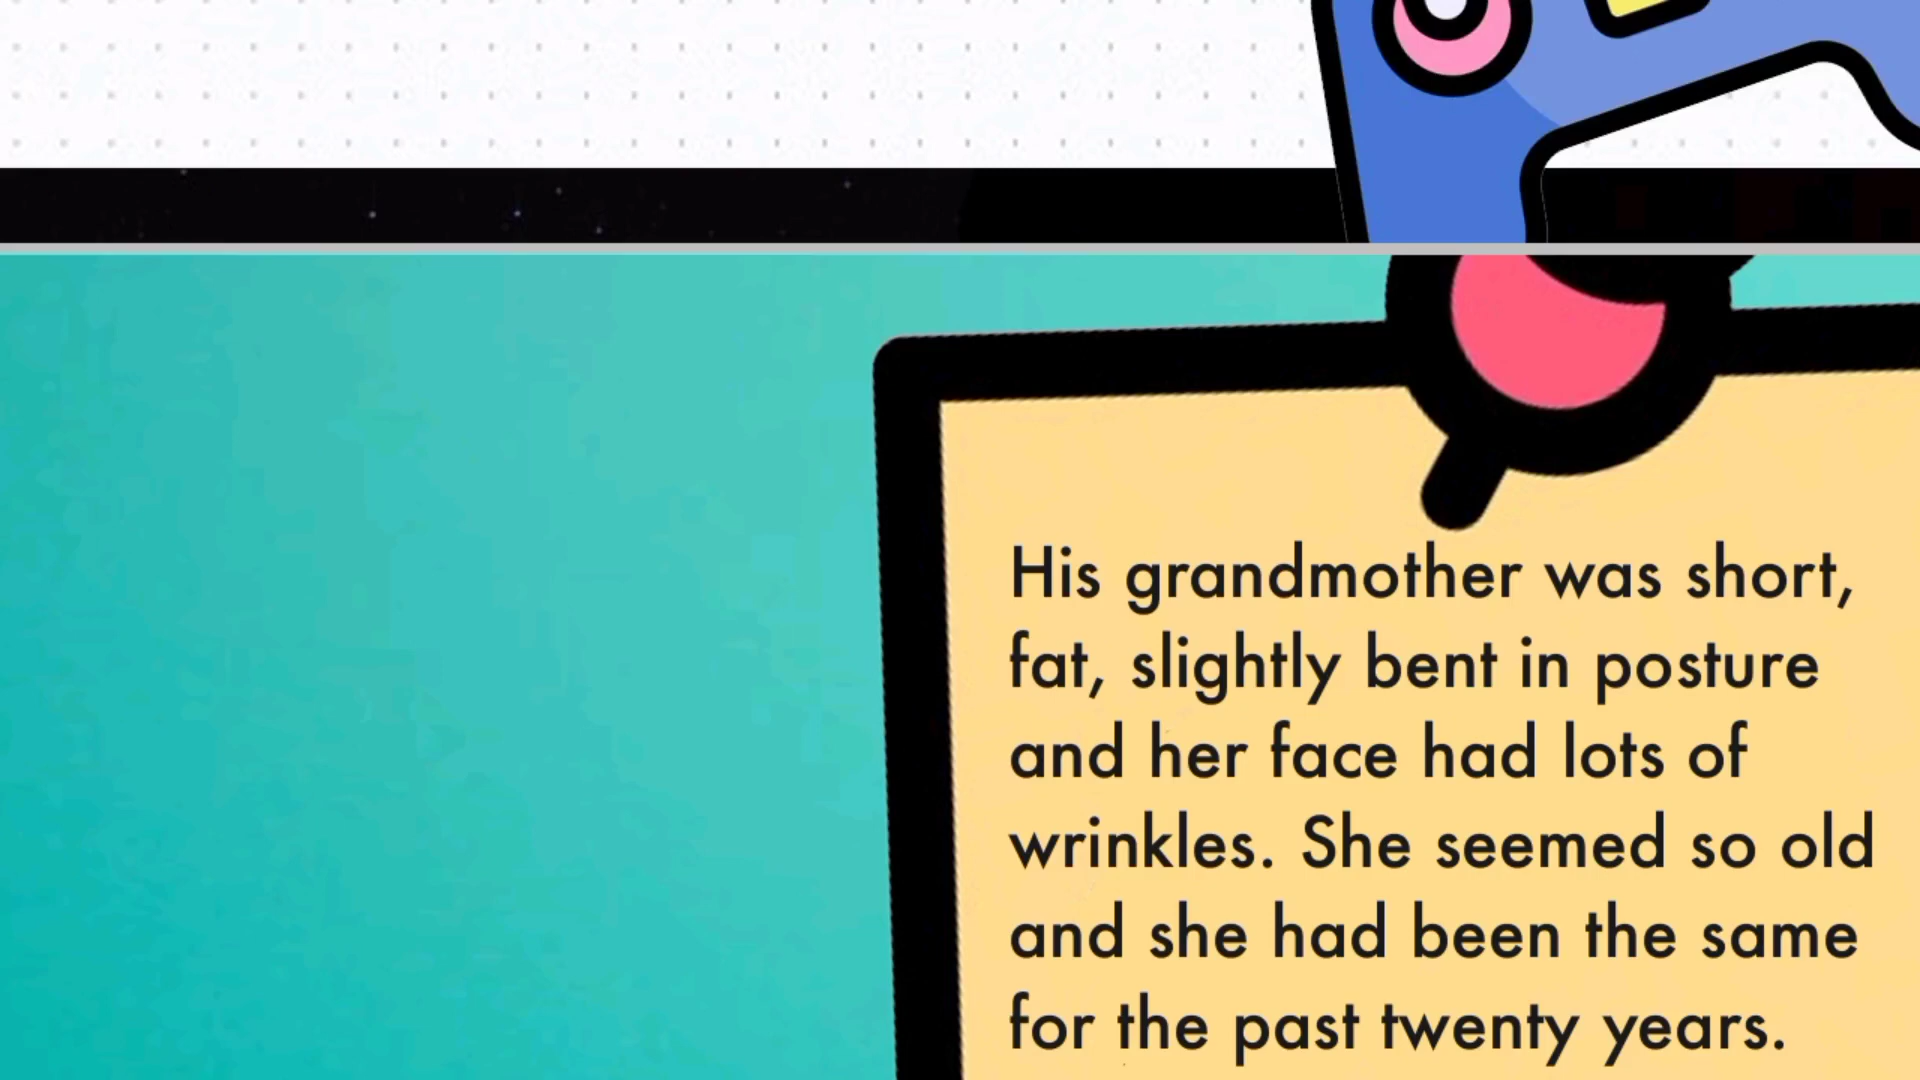 His grandmother was short,
fat, slightly bent in posture
and her face had lots of
wrinkles. She seemed so old
and she had been the same
for the past twenty years.